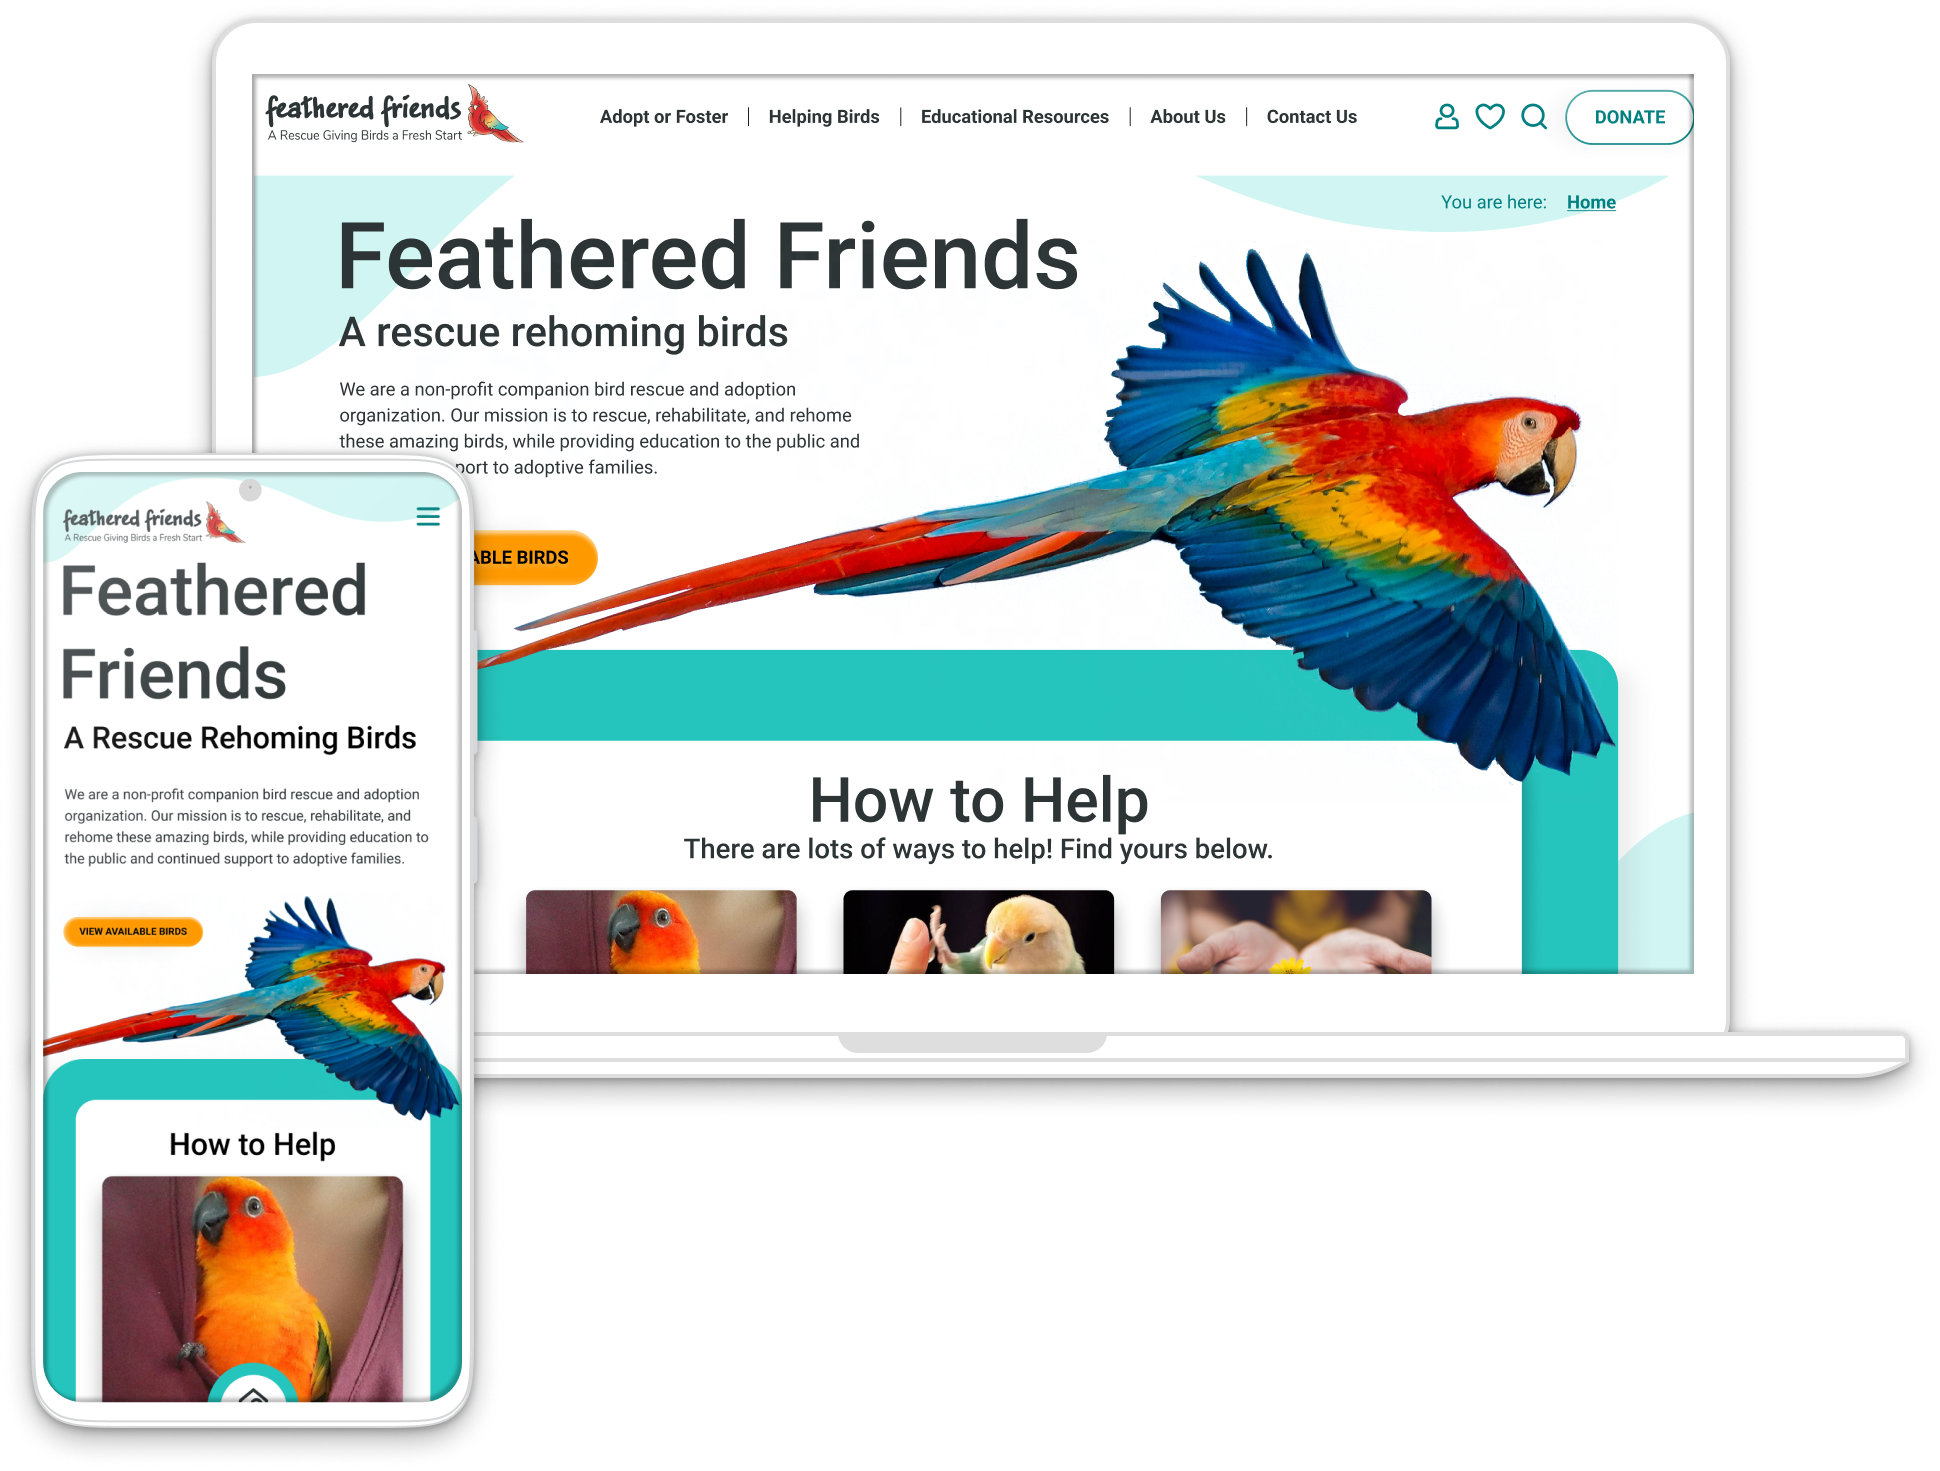 feathered friends
A Rescue Giving Birds a Fresh Start
Adopt or Foster
Helping Birds
Educational Resources
About Us
Contact Us
DONATE
You are here: Home
Feathered Friends
A rescue rehoming birds
We are a non-profit companion bird rescue and adoption
organization. Our mission is to rescue, rehabilitate, and rehome
these amazing birds, while providing education to the public and
port to adoptive families.
ABLE BIRDS
How to Help
There are lots of ways to help! Find yours below.
feathered friends
A Rescue Giving Birds a Fresh Start
Feathered
Friends
A Rescue Rehoming Birds
We are a non-profit companion bird rescue and adoption
organization. Our mission is to rescue, rehabilitate, and
rehome these amazing birds, while providing education to
the public and continued support to adoptive families.
VIEW AVAILABLE BIRDS
How to Help